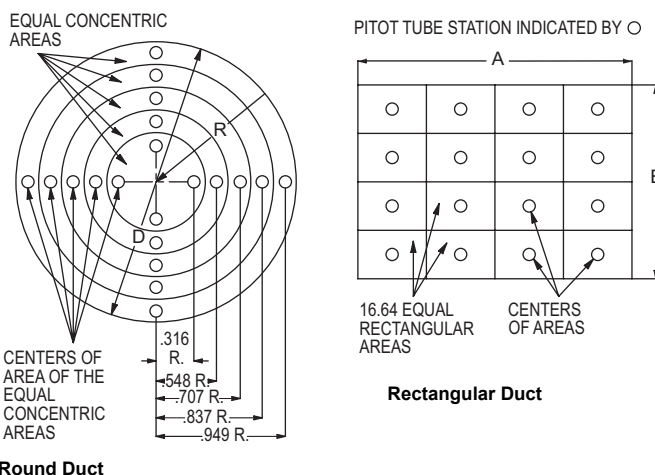 EQUAL CONCENTRIC
AREAS
R
D
.316
R.
.548 R.
.707 R.
.837 R.
.949 R.
CENTERS OF
AREA OF THE
EQUAL
CONCENTRIC
AREAS
Round Duct
PITOT TUBE STATION INDICATED BY
A
B
16.64 EQUAL
RECTANGULAR
AREAS
CENTERS
OF AREAS
Rectangular Duct